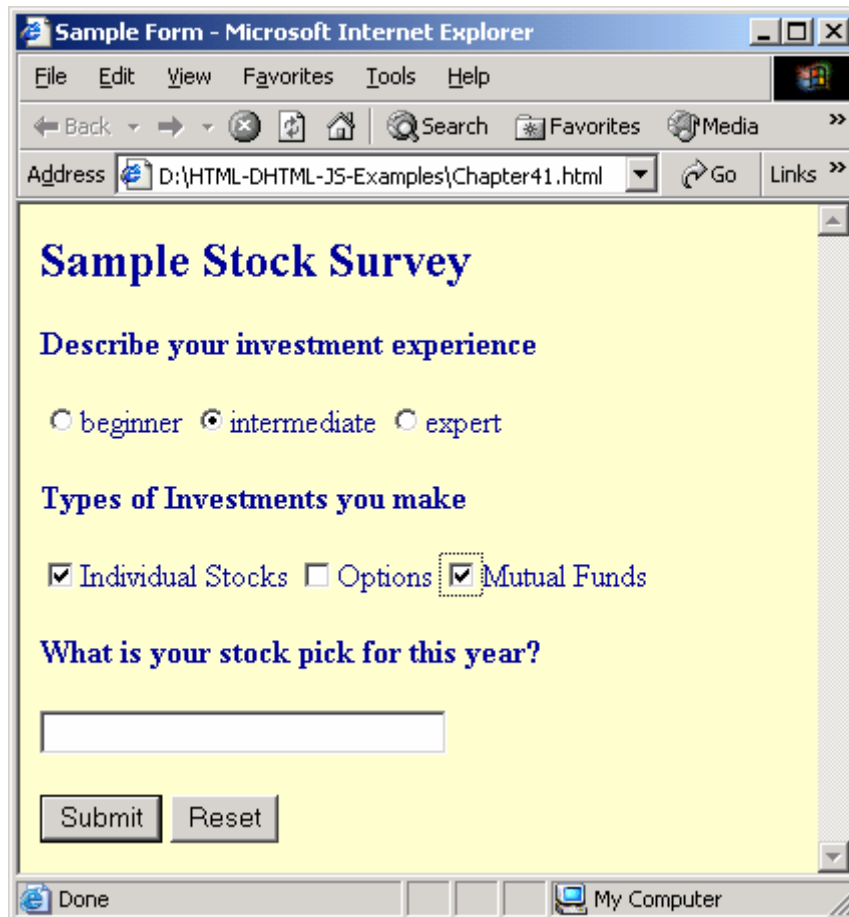 Sample Form - Microsoft Internet Explorer
File Edit View Favorites Tools Help
Back Search Favorites Media »
Address D:\HTML-DHTML-JS-Examples\Chapter41.html Go Links »
Sample Stock Survey
Describe your investment experience
beginner intermediate expert
Types of Investments you make
Individual Stocks Options Mutual Funds
What is your stock pick for this year?
Submit Reset
Done My Computer